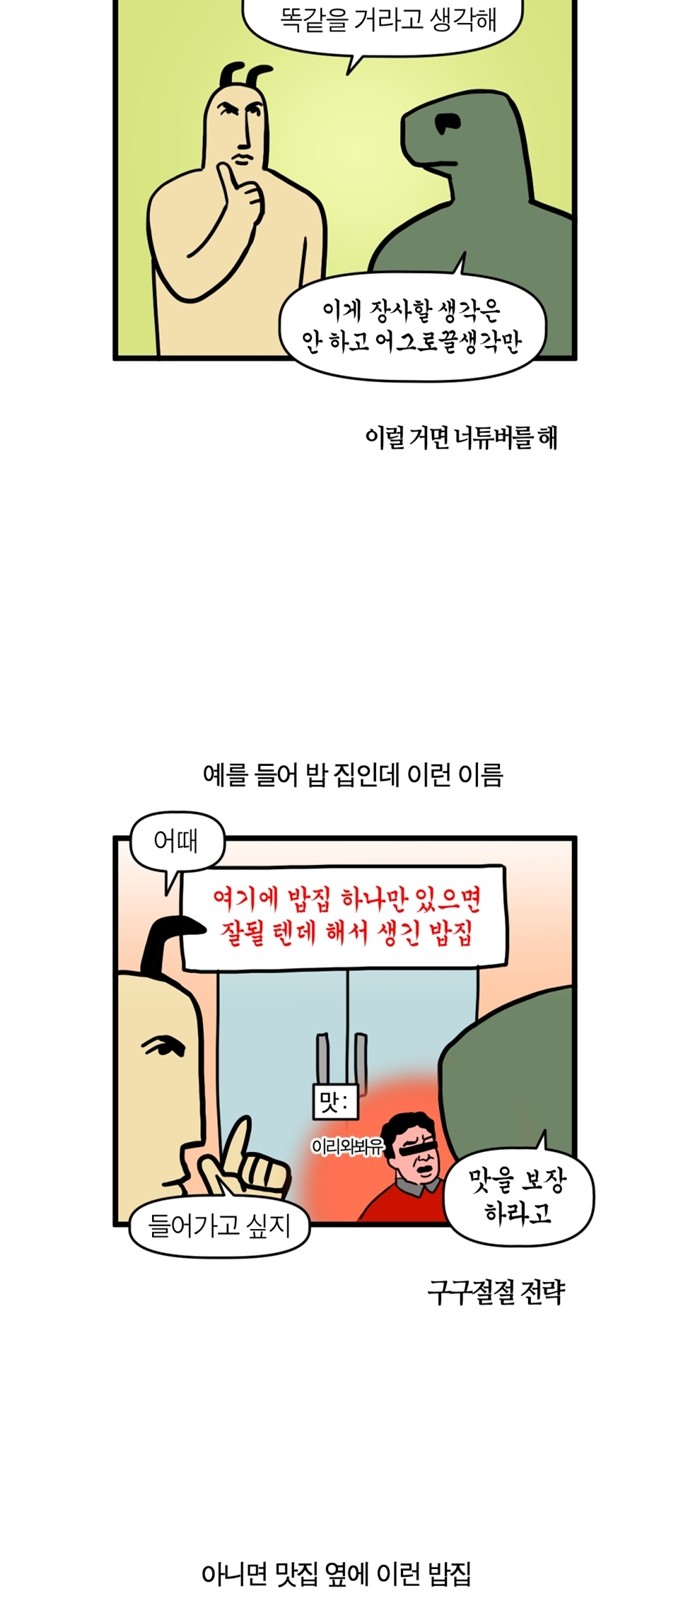 똑같을 거라고 생각해
이게 장사할 생각은
안 하고 어그로끌생각만
이럴 거면 너튜버를 해
예를 들어 밥 집인데 이런 이름
어때
여기에 밥집 하나만 있으면
잘될 텐데 해서 생긴 밥집
맛:
이리와봐유
들어가고 싶지
맛을 보장
하라고
구구절절 전략
아니면 맛집 옆에 이런 밥집